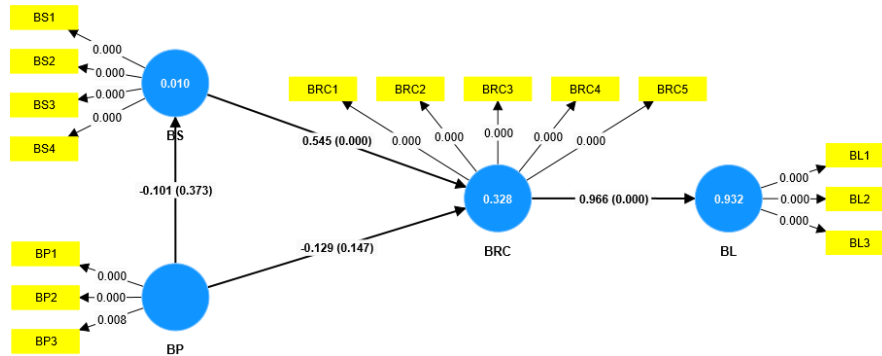 BS1
BS2
BS3
BS4
0.000
0.000
0.000
0.000
0.010
BS
BRC1
BRC2
BRC3
BRC4
BRC5
0.000
0.000
0.000
0.000
0.000
0.545 (0.000)
-0.101 (0.373)
-0.129 (0.147)
0.328
BRC
0.966 (0.000)
0.932
BL
BL1
BL2
BL3
0.000
0.000
0.000
BP1
BP2
BP3
0.000
0.000
0.008
BP